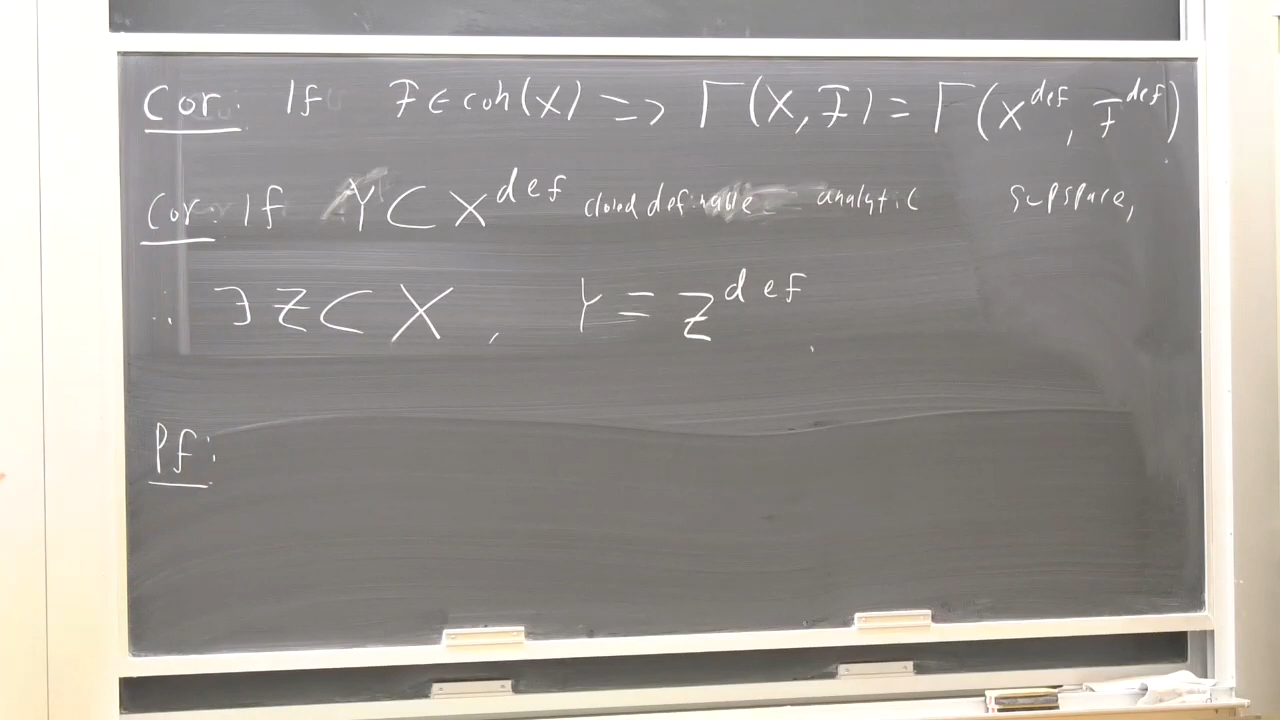 Cor: If F ∈ coh(X) => Γ(X, F) = Γ(X^def, F^def)
Cor: If Y ⊂ X^def closed definable analytic subspace,
∃ Z ⊂ X, Y = Z^def
Pf: